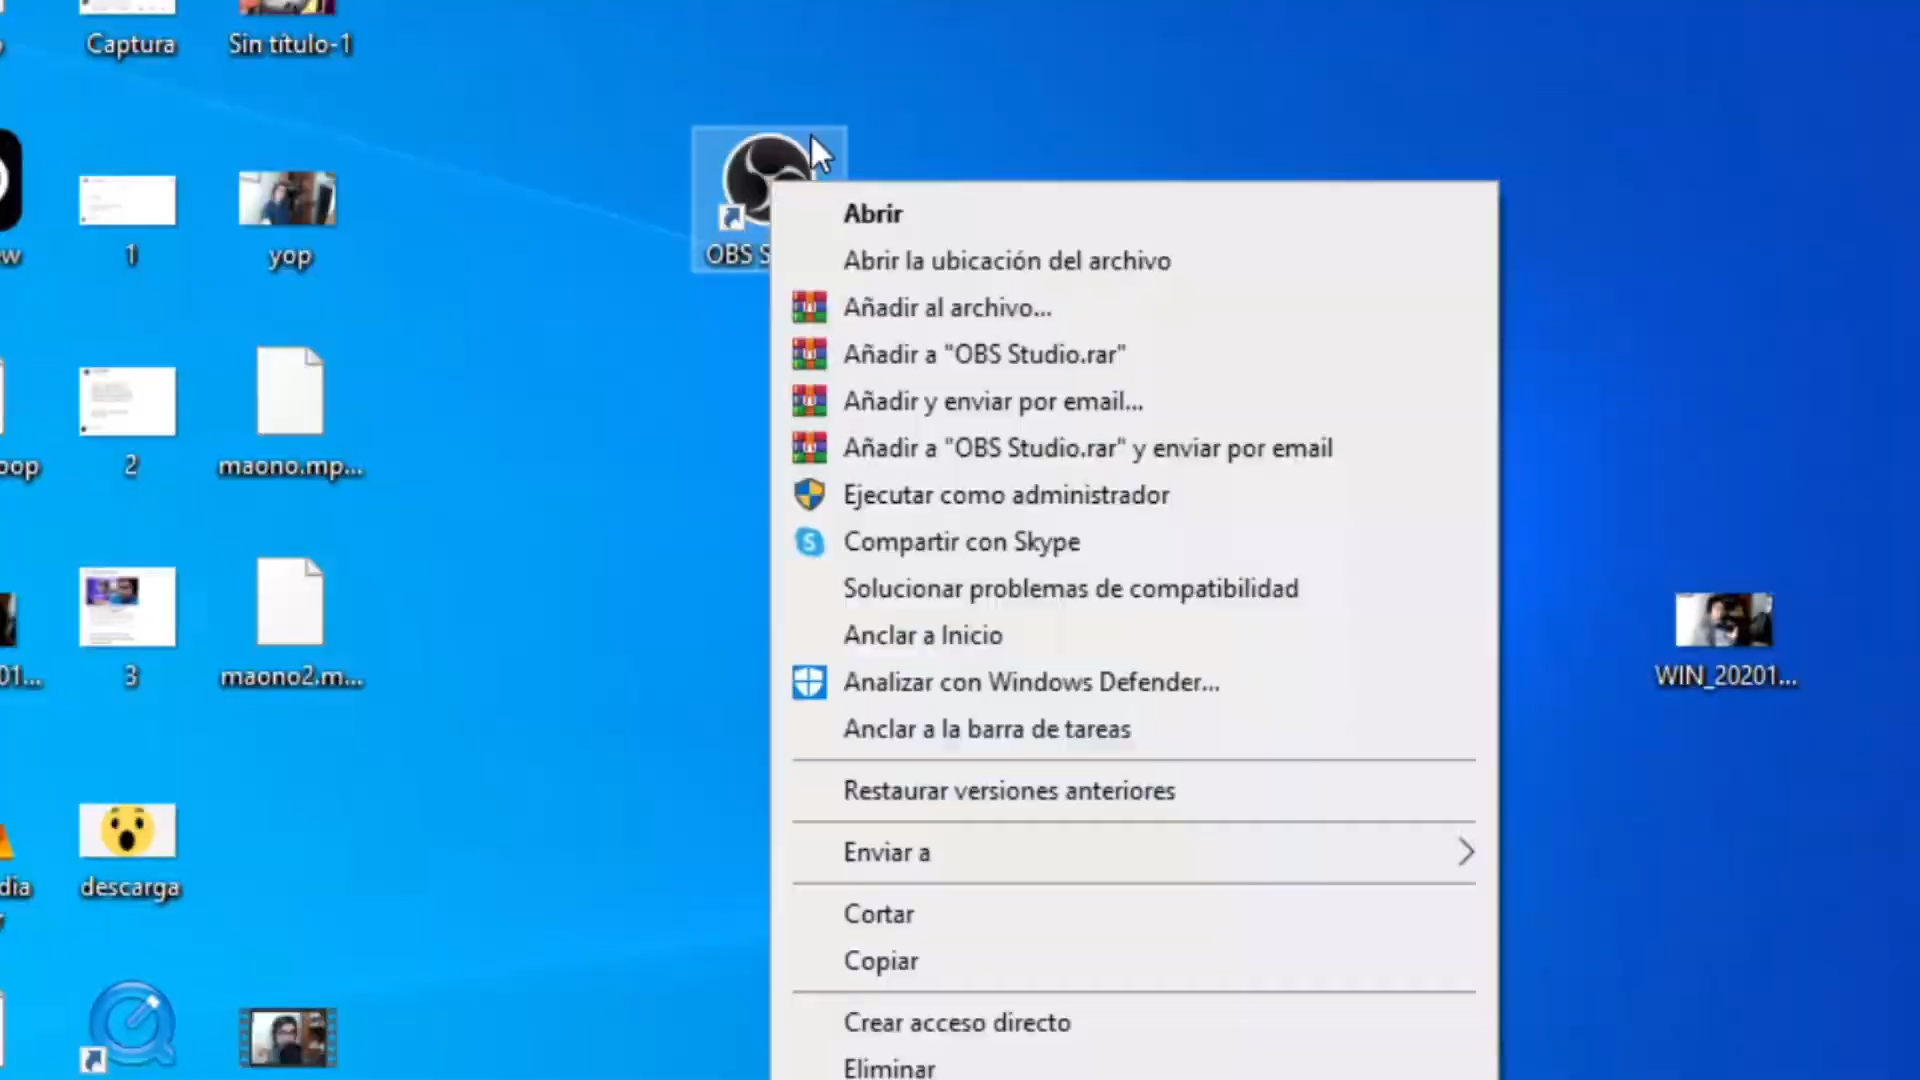 Captura
Sin título-1
1
yop
OBS S
2
maono.mp...
oop
3
maono2.m...
01...
descarga
dia
WIN_20201...
Abrir
Abrir la ubicación del archivo
Añadir al archivo...
Añadir a "OBS Studio.rar"
Añadir y enviar por email...
Añadir a "OBS Studio.rar" y enviar por email
Ejecutar como administrador
Compartir con Skype
Solucionar problemas de compatibilidad
Anclar a Inicio
Analizar con Windows Defender...
Anclar a la barra de tareas
Restaurar versiones anteriores
Enviar a
Cortar
Copiar
Crear acceso directo
Eliminar